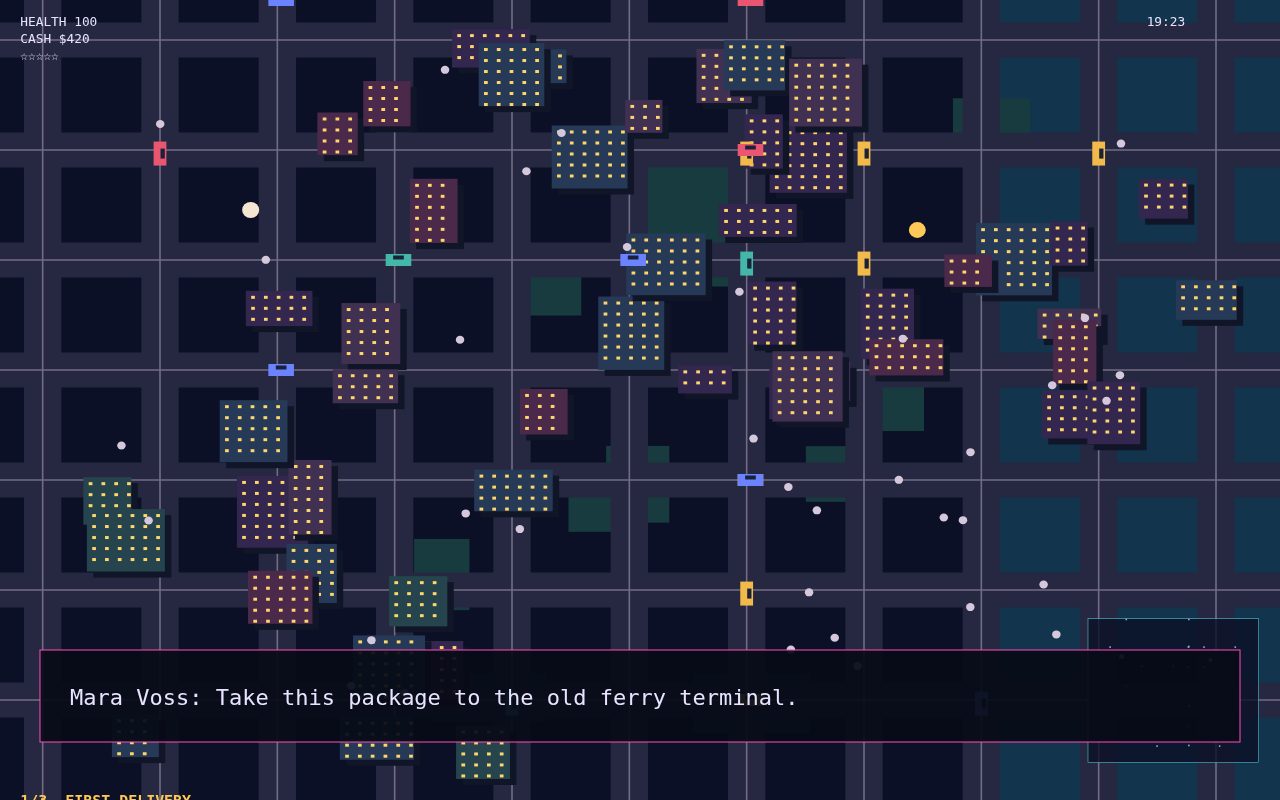 HEALTH 100
19:23
CASH $420
☆☆☆☆☆
Mara Voss: Take this package to the old ferry terminal.
1/3 FIRST DELIVERY